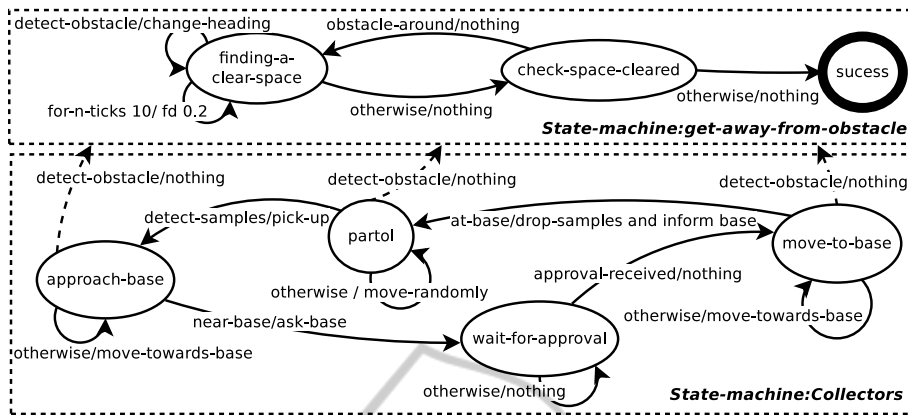 detect-obstacle/change-heading
obstacle-around/nothing
finding-a-
clear-space
check-space-cleared
sucess
for-n-ticks 10/ fd 0.2
otherwise/nothing
otherwise/nothing
State-machine:get-away-from-obstacle
detect-obstacle/nothing
detect-obstacle/nothing
detect-obstacle/nothing
detect-samples/pick-up
at-base/drop-samples and inform base
partol
move-to-base
approach-base
approval-received/nothing
otherwise / move-randomly
near-base/ask-base
otherwise/move-towards-base
wait-for-approval
otherwise/move-towards-base
otherwise/nothing
State-machine:Collectors